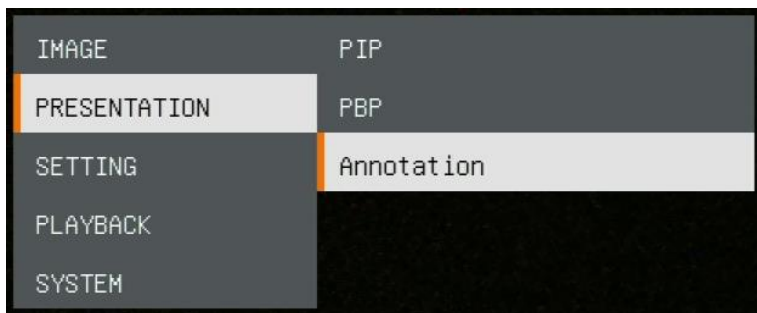 IMAGE
PRESENTATION
SETTING
PLAYBACK
SYSTEM
PIP
PBP
Annotation